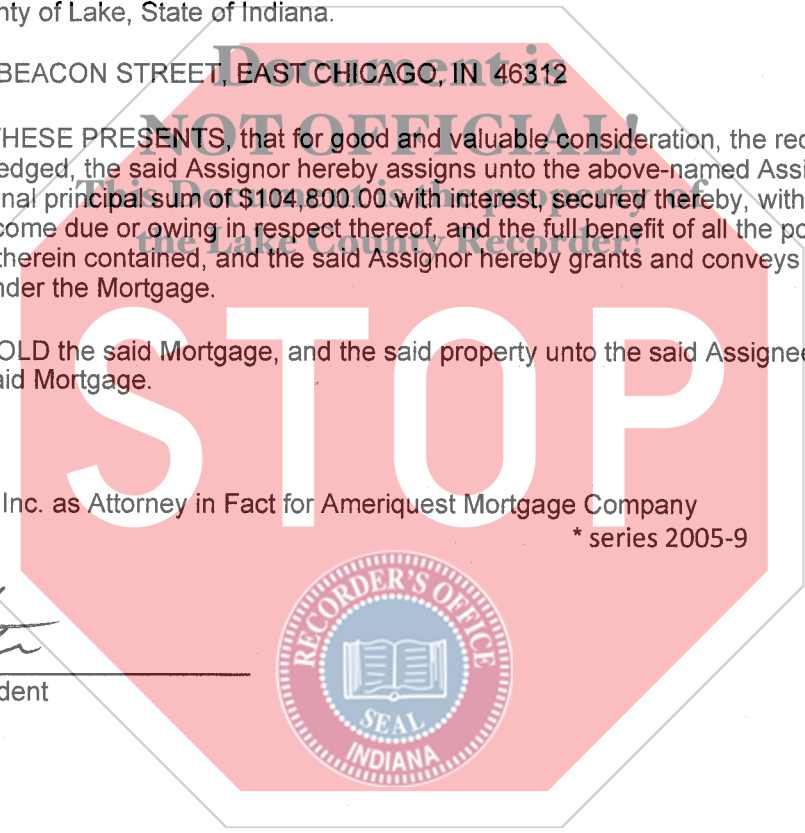 nty of Lake, State of Indiana.
Document is
BEACON STREET, EAST CHICAGO, IN 46312
NOT OFFICIAL!
THESE PRESENTS, that for good and valuable consideration, the rec
edged, the said Assignor hereby assigns unto the above-named Assi
This Document is the property of
nal principal sum of $104,800.00 with interest, secured thereby, with
come due or owing in respect thereof, and the full benefit of all the po
the Lake County Recorder!
therein contained, and the said Assignor hereby grants and conveys
nder the Mortgage.
STOP
OLD the said Mortgage, and the said property unto the said Assignee
aid Mortgage.
Inc. as Attorney in Fact for Ameriquest Mortgage Company
* series 2005-9
RECORDER'S OFFICE
SEAL
INDIANA
dent